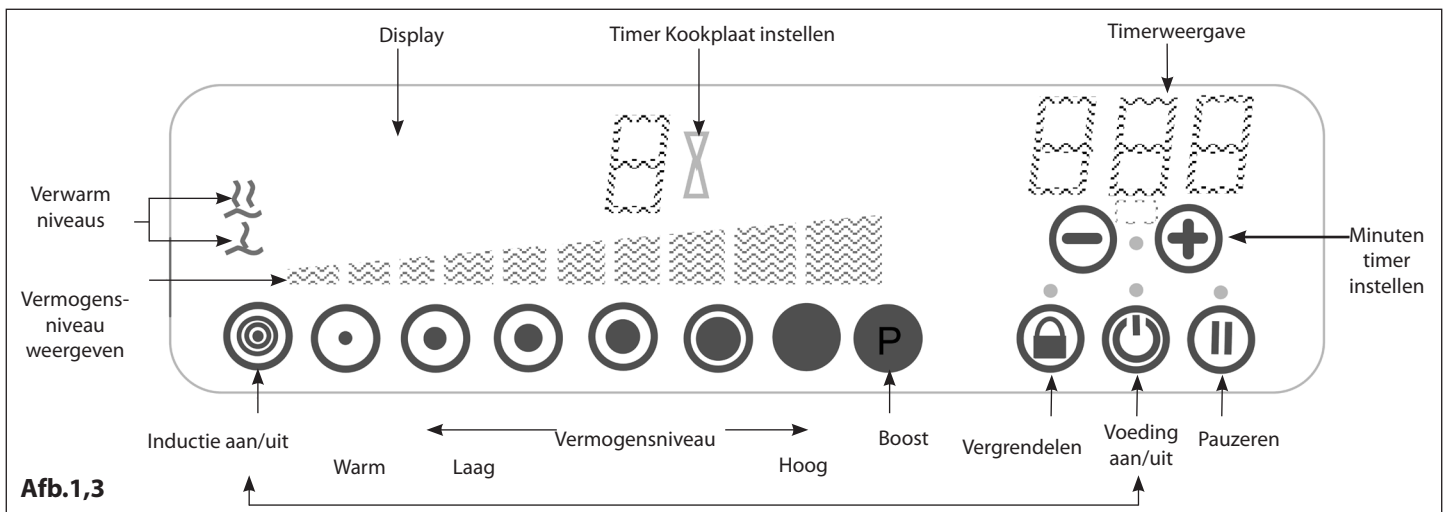 Display
Timer Kookplaat instellen
Timerweergave
Verwarm
niveaus
Minuten
timer
instellen
Vermogens-
niveau
weergeven
P
Inductie aan/uit
Vermogensniveau
Boost
Vergrendelen
Voeding
aan/uit
Pauzeren
Warm
Laag
Hoog
Afb.1,3